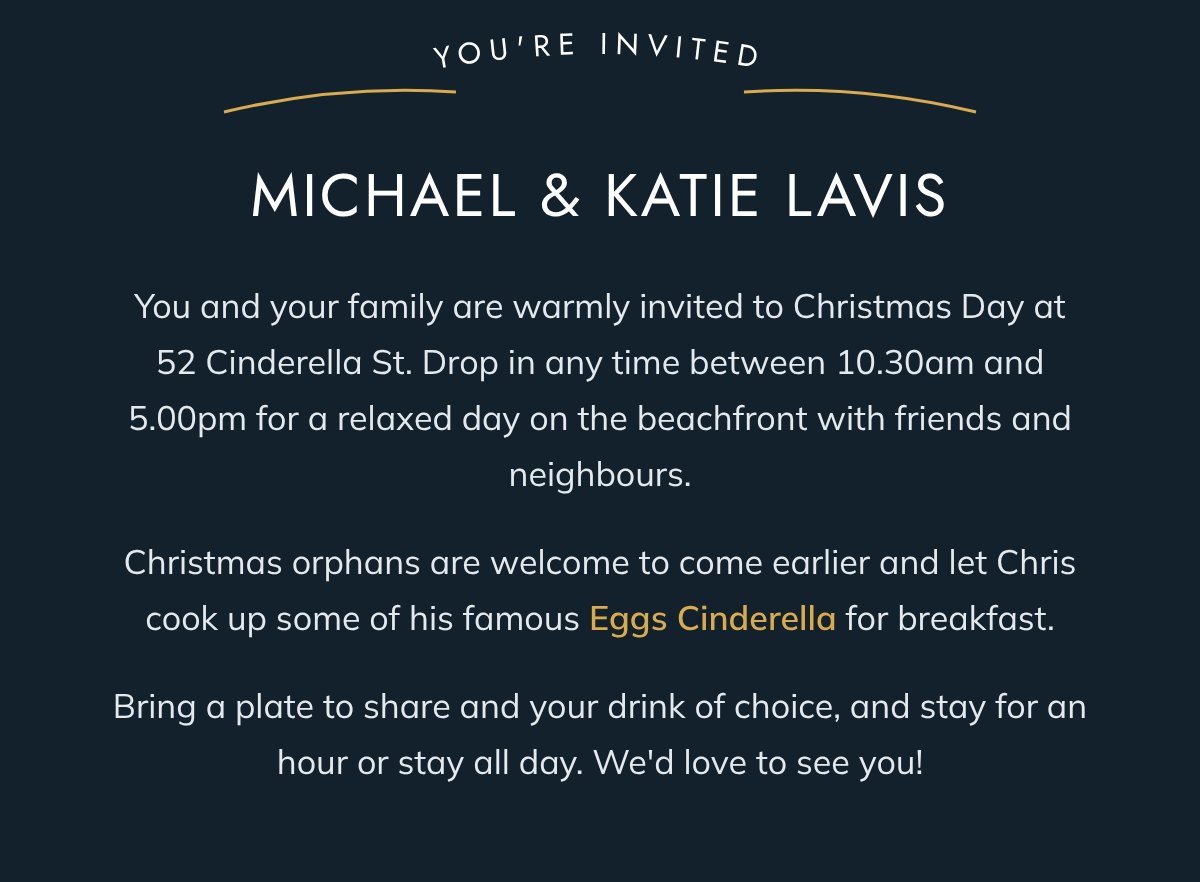 YOU'RE INVITED
MICHAEL & KATIE LAVIS
You and your family are warmly invited to Christmas Day at
52 Cinderella St. Drop in any time between 10.30am and
5.00pm for a relaxed day on the beachfront with friends and
neighbours.
Christmas orphans are welcome to come earlier and let Chris
cook up some of his famous Eggs Cinderella for breakfast.
Bring a plate to share and your drink of choice, and stay for an
hour or stay all day. We'd love to see you!